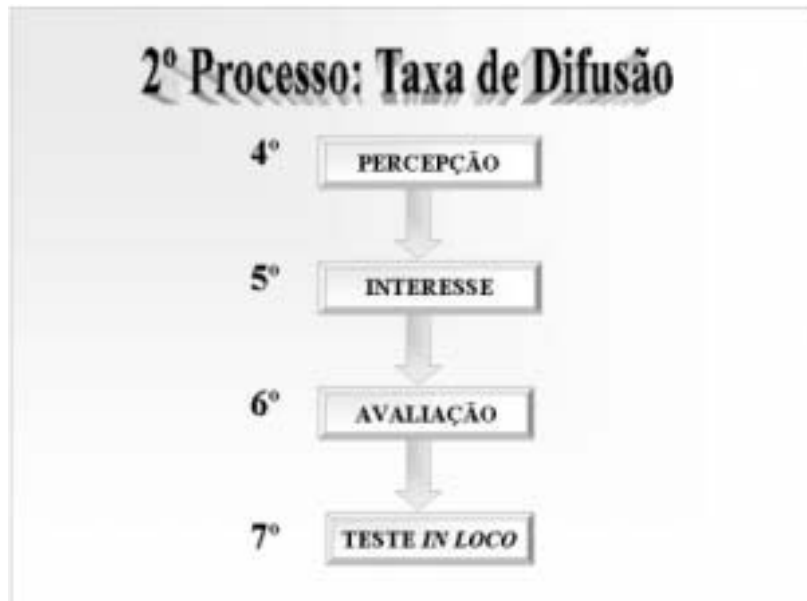 2º Processo: Taxa de Difusão
4º PERCEPÇÃO
5º INTERESSE
6º AVALIAÇÃO
7º TESTE IN LOCO